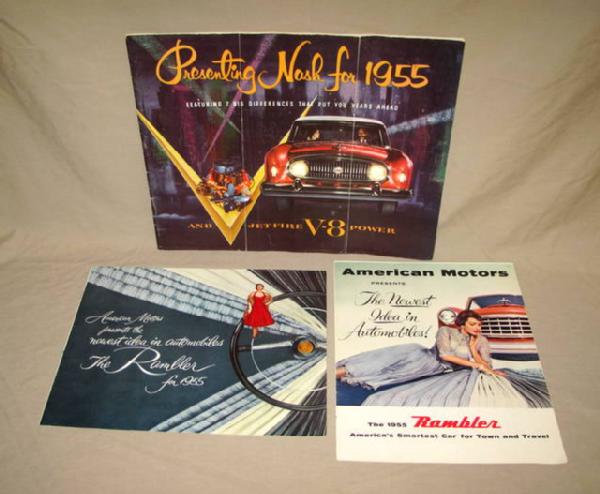 Presenting Nash for 1955
FEATURING 7 BIG DIFFERENCES THAT PUT YOU YEARS AHEAD
AND JETFIRE V-8 POWER
American Motors
presents the
newest idea in automobiles
The Rambler
for 1955
American Motors
PRESENTS
The Newest
Idea in
Automobiles!
The 1955 Rambler
America's Smartest Car for Town and Travel